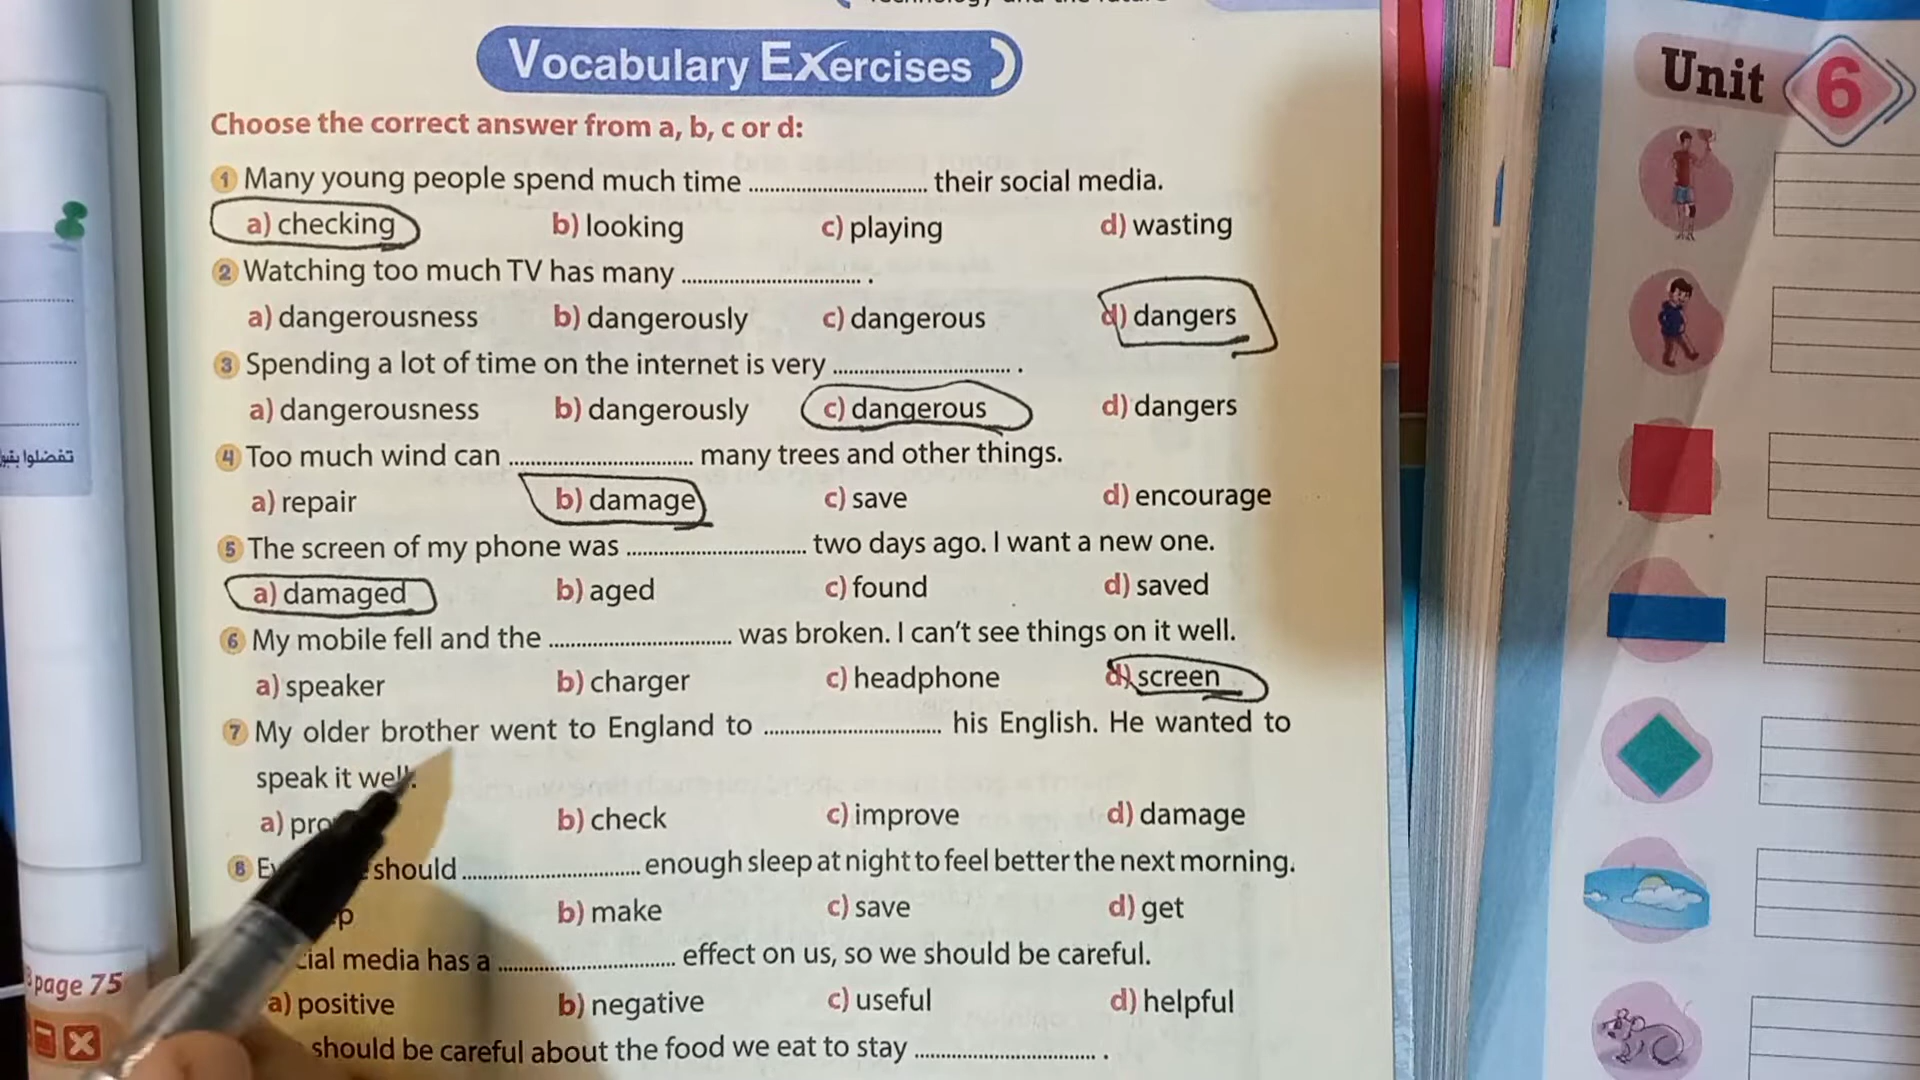 Vocabulary Exercises
Choose the correct answer from a, b, c or d:
1 Many young people spend much time .............................. their social media.
a) checking b) looking c) playing d) wasting
2 Watching too much TV has many .............................. .
a) dangerousness b) dangerously c) dangerous d) dangers
3 Spending a lot of time on the internet is very .............................. .
a) dangerousness b) dangerously c) dangerous d) dangers
4 Too much wind can .............................. many trees and other things.
a) repair b) damage c) save d) encourage
5 The screen of my phone was .............................. two days ago. I want a new one.
a) damaged b) aged c) found d) saved
6 My mobile fell and the .............................. was broken. I can't see things on it well.
a) speaker b) charger c) headphone d) screen
7 My older brother went to England to .............................. his English. He wanted to
speak it well.
a) b) check c) improve d) damage
8 should .............................. enough sleep at night to feel better the next morning.
b) make c) save d) get
media has a .............................. effect on us, so we should be careful.
a) positive b) negative c) useful d) helpful
should be careful about the food we eat to stay .............................. .
تفضلوا
page 75
Unit 6